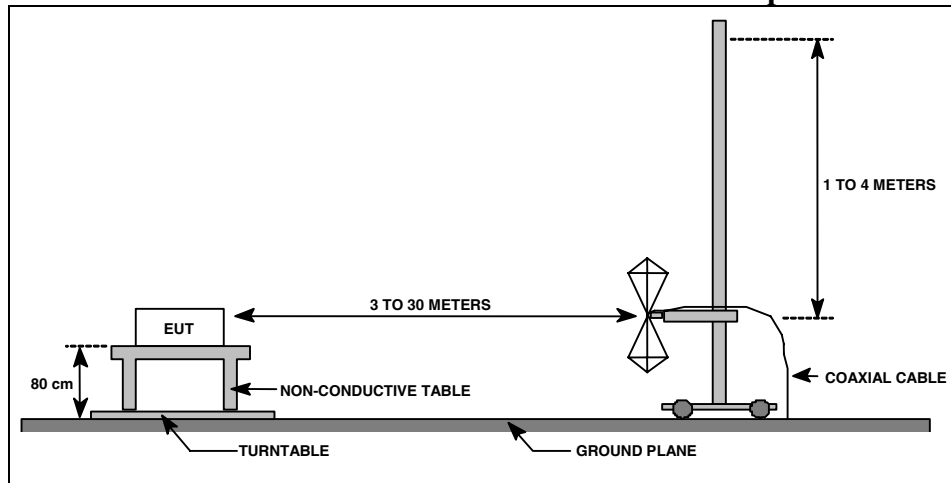 1 TO 4 METERS
3 TO 30 METERS
EUT
80 cm
NON-CONDUCTIVE TABLE
COAXIAL CABLE
TURNTABLE
GROUND PLANE